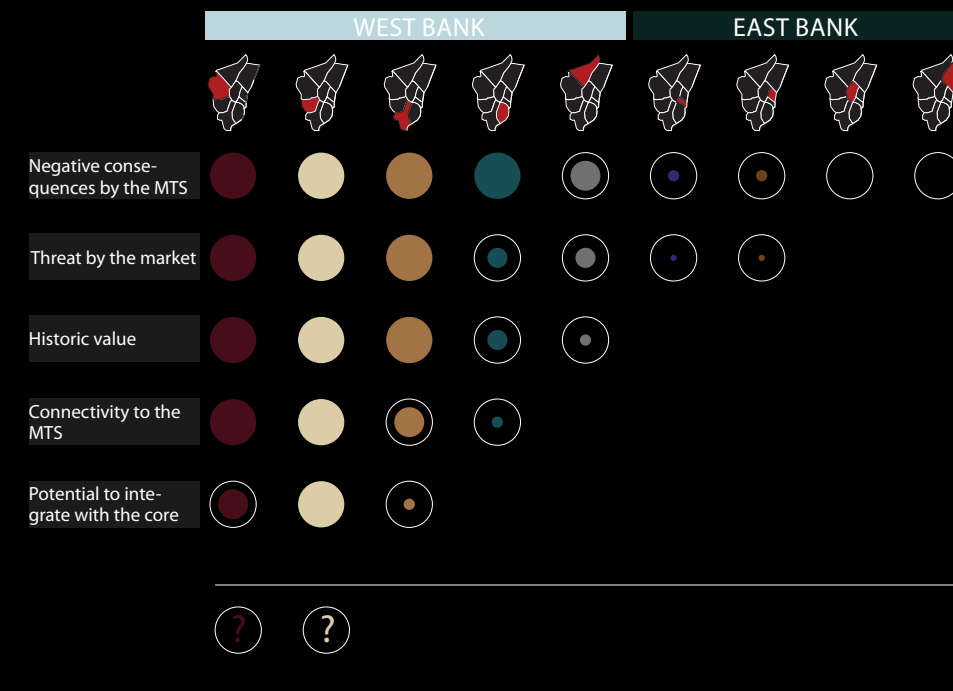 WEST BANK
EAST BANK
Negative conse-
quences by the MTS
Threat by the market
Historic value
Connectivity to the
MTS
Potential to inte-
grate with the core
?
?